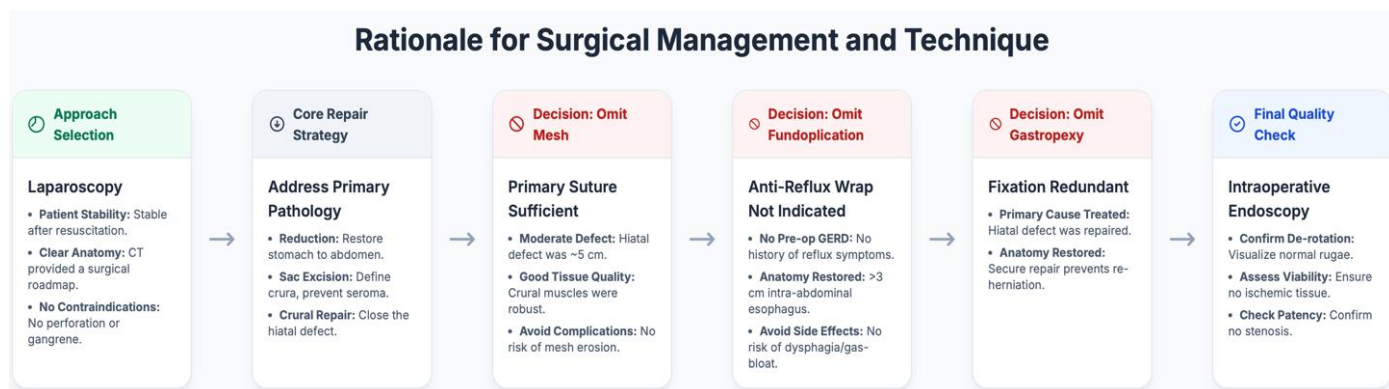 Rationale for Surgical Management and Technique
Approach
Selection
Laparoscopy
• Patient Stability: Stable
after resuscitation.
• Clear Anatomy: CT
provided a surgical
roadmap.
• No Contraindications:
No perforation or
gangrene.
Core Repair
Strategy
Address Primary
Pathology
• Reduction: Restore
stomach to abdomen.
• Sac Excision: Define
crura, prevent seroma.
• Crural Repair: Close the
hiatal defect.
Decision: Omit
Mesh
Primary Suture
Sufficient
• Moderate Defect: Hiatal
defect was ~5 cm.
• Good Tissue Quality:
Crural muscles were
robust.
• Avoid Complications: No
risk of mesh erosion.
Decision: Omit
Fundoplication
Anti-Reflux Wrap
Not Indicated
• No Pre-op GERD: No
history of reflux symptoms.
• Anatomy Restored: >3
cm intra-abdominal
esophagus.
• Avoid Side Effects: No
risk of dysphagia/gas-
bloat.
Decision: Omit
Gastropexy
Fixation Redundant
• Primary Cause Treated:
Hiatal defect was repaired.
• Anatomy Restored:
Secure repair prevents re-
herniation.
Final Quality
Check
Intraoperative
Endoscopy
• Confirm De-rotation:
Visualize normal rugae.
• Assess Viability: Ensure
no ischemic tissue.
• Check Patency: Confirm
no stenosis.